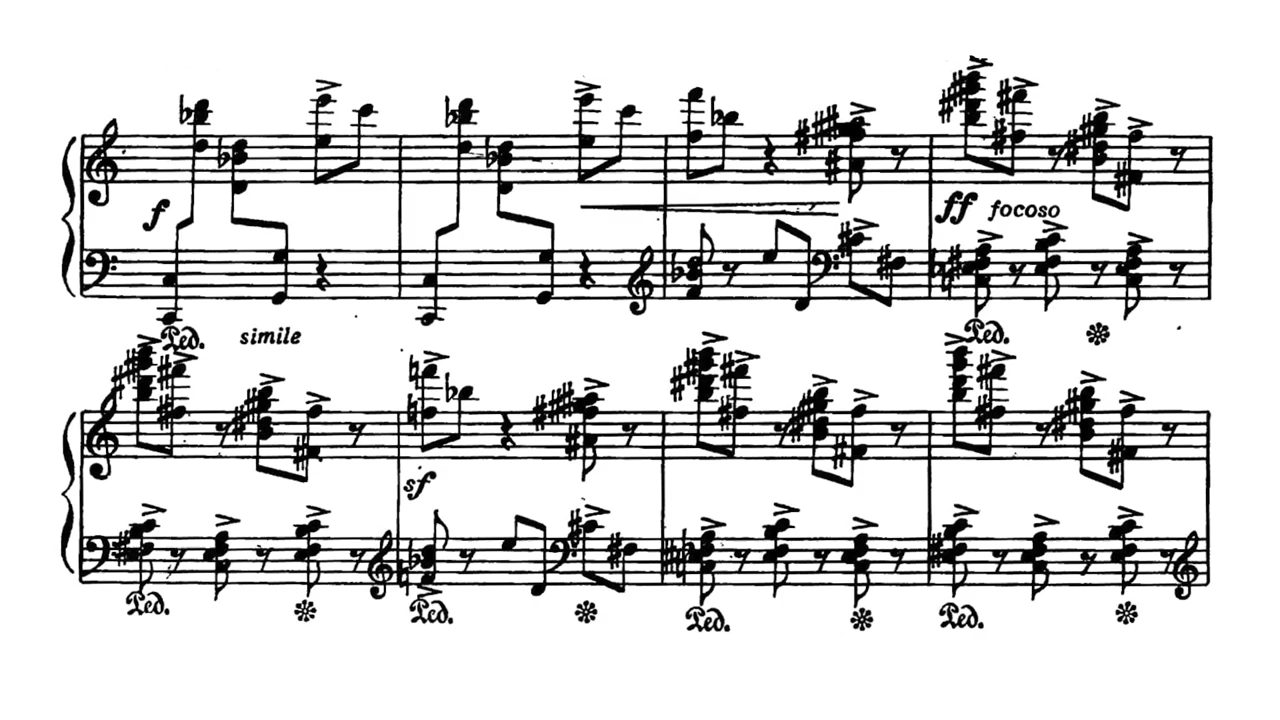 f
ff focoso
Ped. simile Ped. *
sf
Ped. * Ped. * Ped. * Ped. *